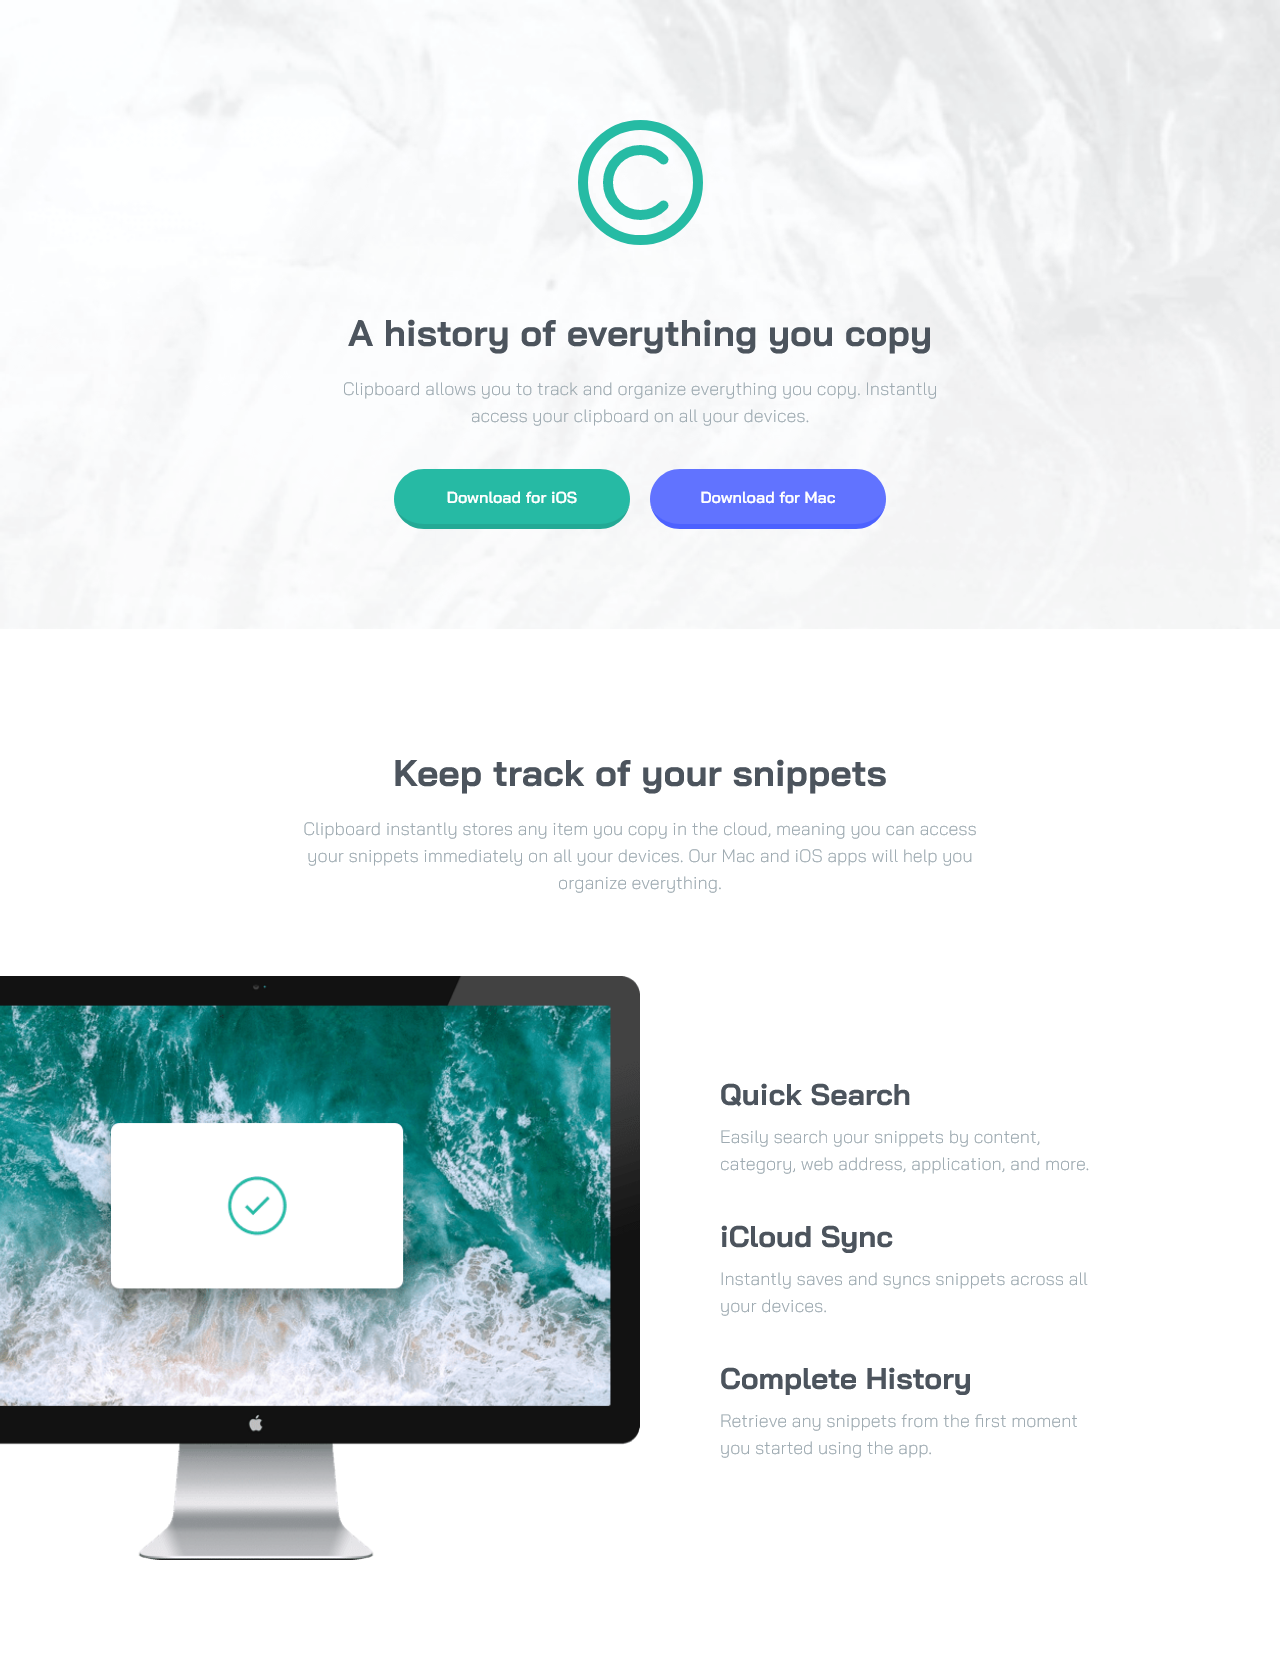 C
A history of everything you copy
Clipboard allows you to track and organize everything you copy. Instantly
access your clipboard on all your devices.
Download for iOS
Download for Mac
Keep track of your snippets
Clipboard instantly stores any item you copy in the cloud, meaning you can access
your snippets immediately on all your devices. Our Mac and iOS apps will help you
organize everything.
Quick Search
Easily search your snippets by content,
category, web address, application, and more.
iCloud Sync
Instantly saves and syncs snippets across all
your devices.
Complete History
Retrieve any snippets from the first moment
you started using the app.